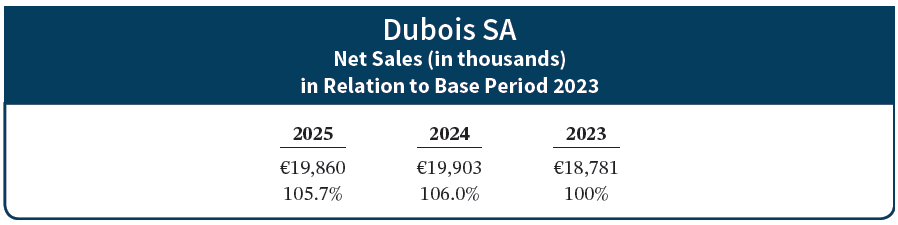 Dubois SA
Net Sales (in thousands)
in Relation to Base Period 2023
2025 2024 2023
€19,860 €19,903 €18,781
105.7% 106.0% 100%